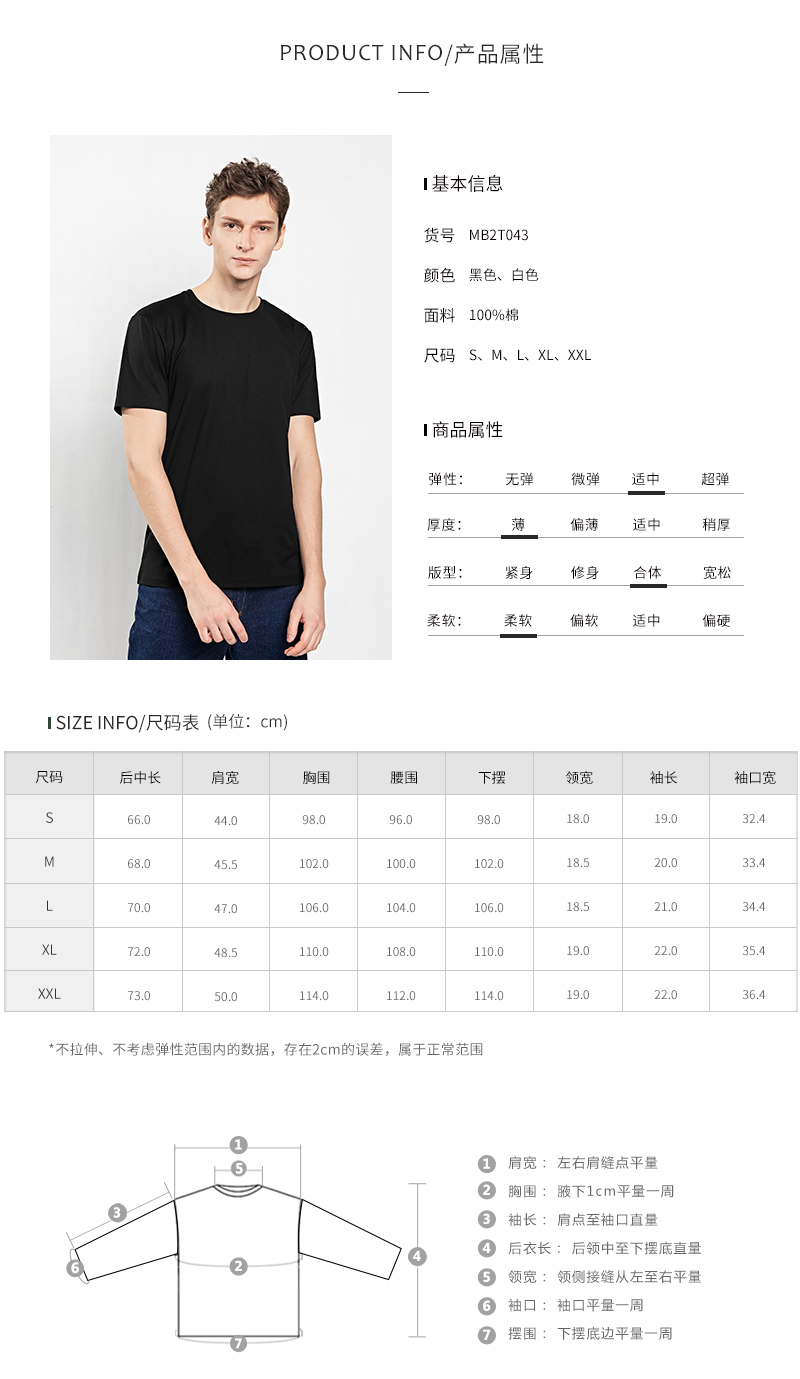 PRODUCT INFO/产品属性
基本信息
货号 MB2T043
颜色 黑色、白色
面料 100%棉
尺码 S、M、L、XL、XXL
商品属性
弹性： 无弹 微弹 适中 超弹
厚度： 薄 偏薄 适中 稍厚
版型： 紧身 修身 合体 宽松
柔软： 柔软 偏软 适中 偏硬
SIZE INFO/尺码表 (单位：cm)
尺码 后中长 肩宽 胸围 腰围 下摆 领宽 袖长 袖口宽
S 66.0 44.0 98.0 96.0 98.0 18.0 19.0 32.4
M 68.0 45.5 102.0 100.0 102.0 18.5 20.0 33.4
L 70.0 47.0 106.0 104.0 106.0 18.5 21.0 34.4
XL 72.0 48.5 110.0 108.0 110.0 19.0 22.0 35.4
XXL 73.0 50.0 114.0 112.0 114.0 19.0 22.0 36.4
*不拉伸、不考虑弹性范围内的数据，存在2cm的误差，属于正常范围
1
5
3
2
4
6
7
1 肩宽：左右肩缝点平量
2 胸围：腋下1cm平量一周
3 袖长：肩点至袖口直量
4 后衣长：后领中至下摆底直量
5 领宽：领侧接缝从左至右平量
6 袖口：袖口平量一周
7 摆围：下摆底边平量一周